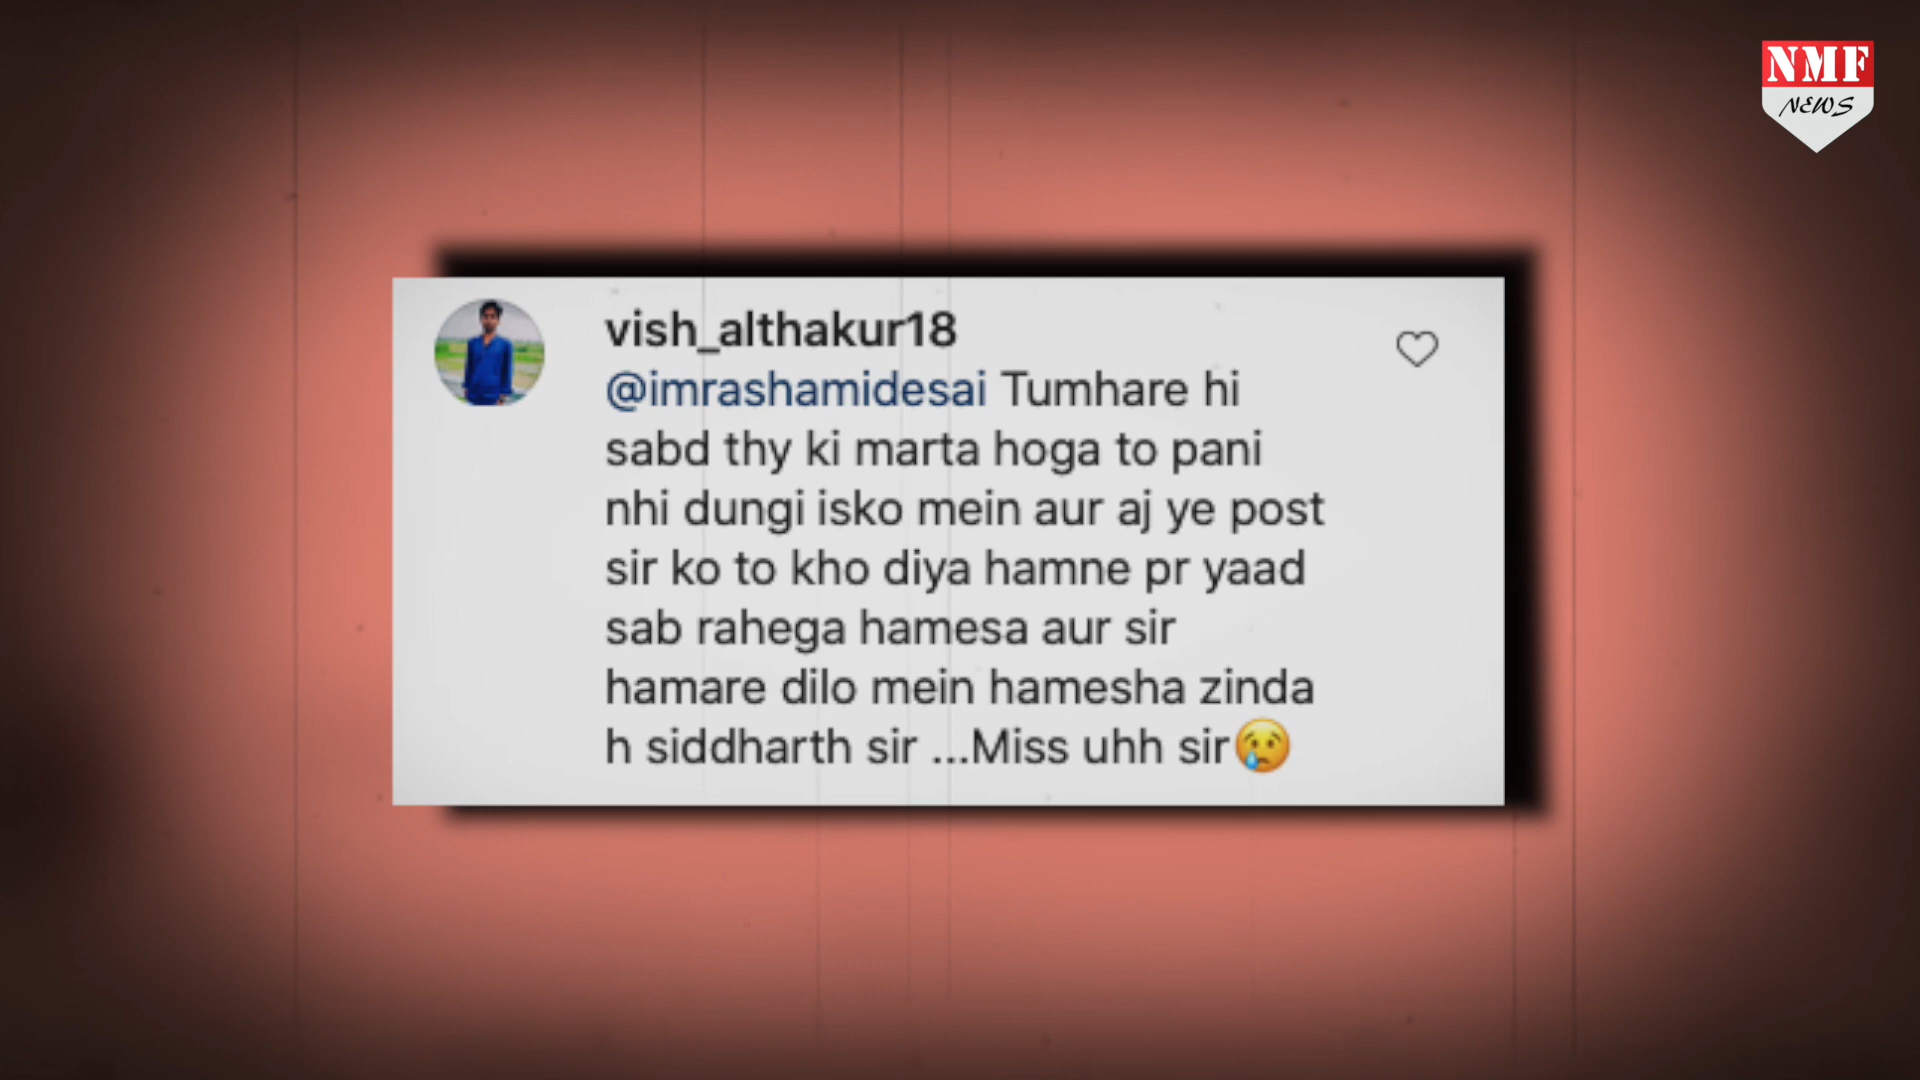 NMF
NEWS
vish_althakur18
@imrashamidesai Tumhare hi
sabd thy ki marta hoga to pani
nhi dungi isko mein aur aj ye post
sir ko to kho diya hamne pr yaad
sab rahega hamesa aur sir
hamare dilo mein hamesha zinda
h siddharth sir ...Miss uhh sir😢